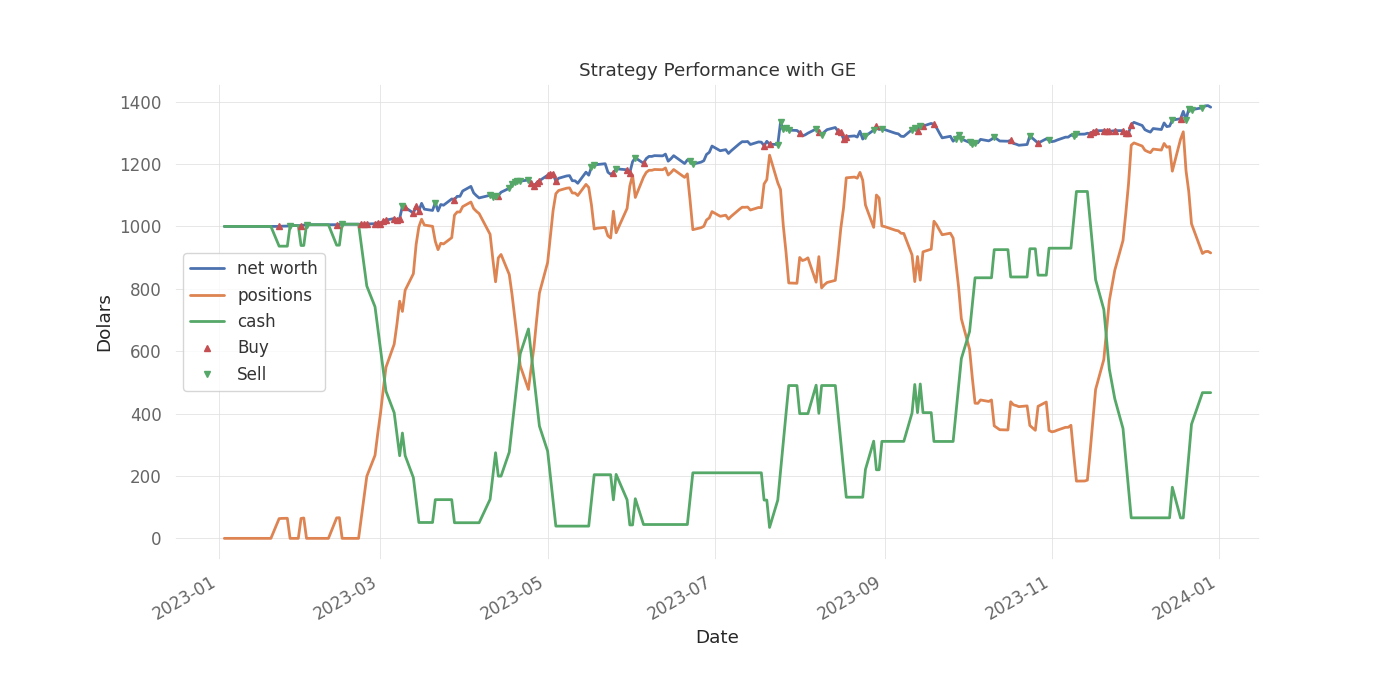 Strategy Performance with GE
1400
1200
1000
800
600
400
200
0
Dolars
net worth
positions
cash
Buy
Sell
2023-01
2023-03
2023-05
2023-07
2023-09
2023-11
2024-01
Date